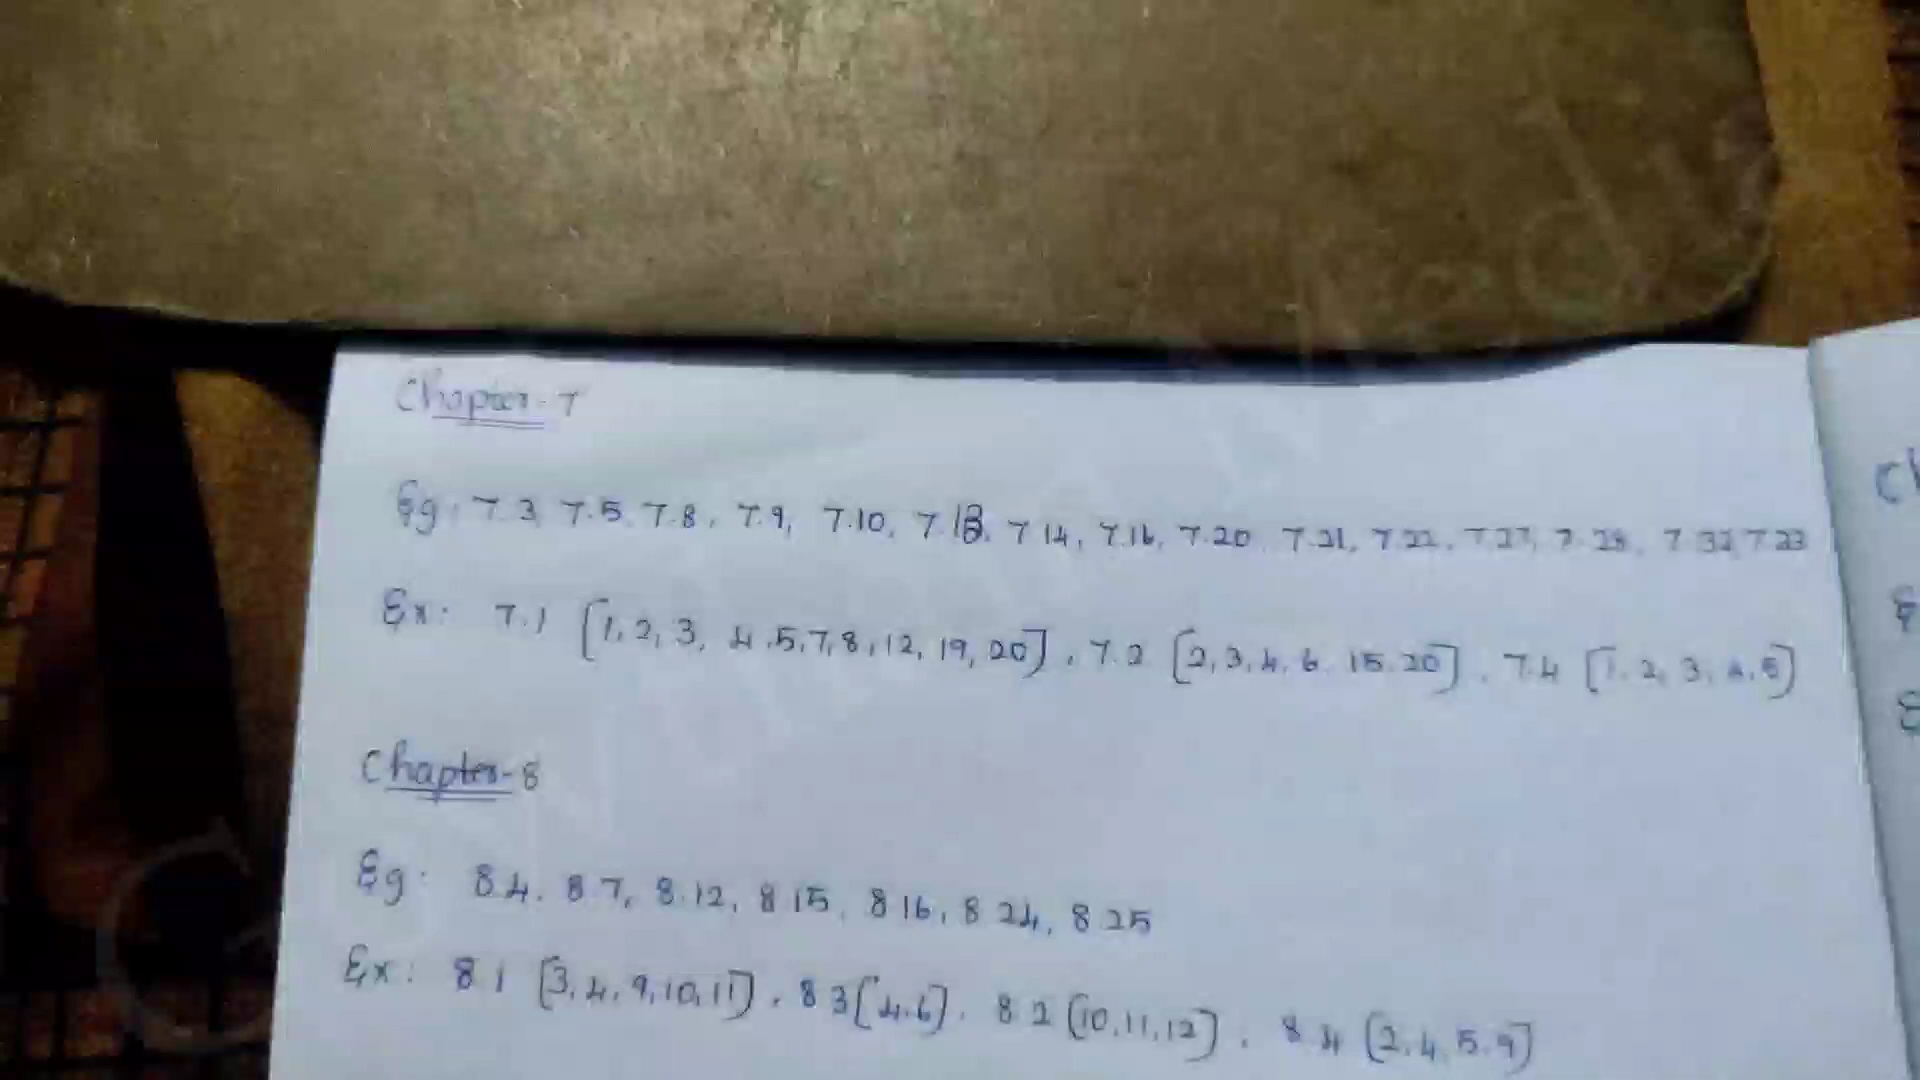 Chapter-7
Eg: 7.3, 7.5, 7.8, 7.9, 7.10, 7.13, 7.14, 7.16, 7.20, 7.21, 7.22, 7.27, 7.28, 7.32, 7.33
Ex: 7.1 [1, 2, 3, 4, 5, 7, 8, 12, 19, 20], 7.2 [2, 3, 4, 6, 15, 20], 7.4 [1, 2, 3, 4, 5]
Chapter-8
Eg: 8.4, 8.7, 8.12, 8.15, 8.16, 8.24, 8.25
Ex: 8.1 [3, 4, 9, 10, 11], 8.3 [4, 6], 8.2 [10, 11, 12], 8.4 [2, 4, 5, 9]